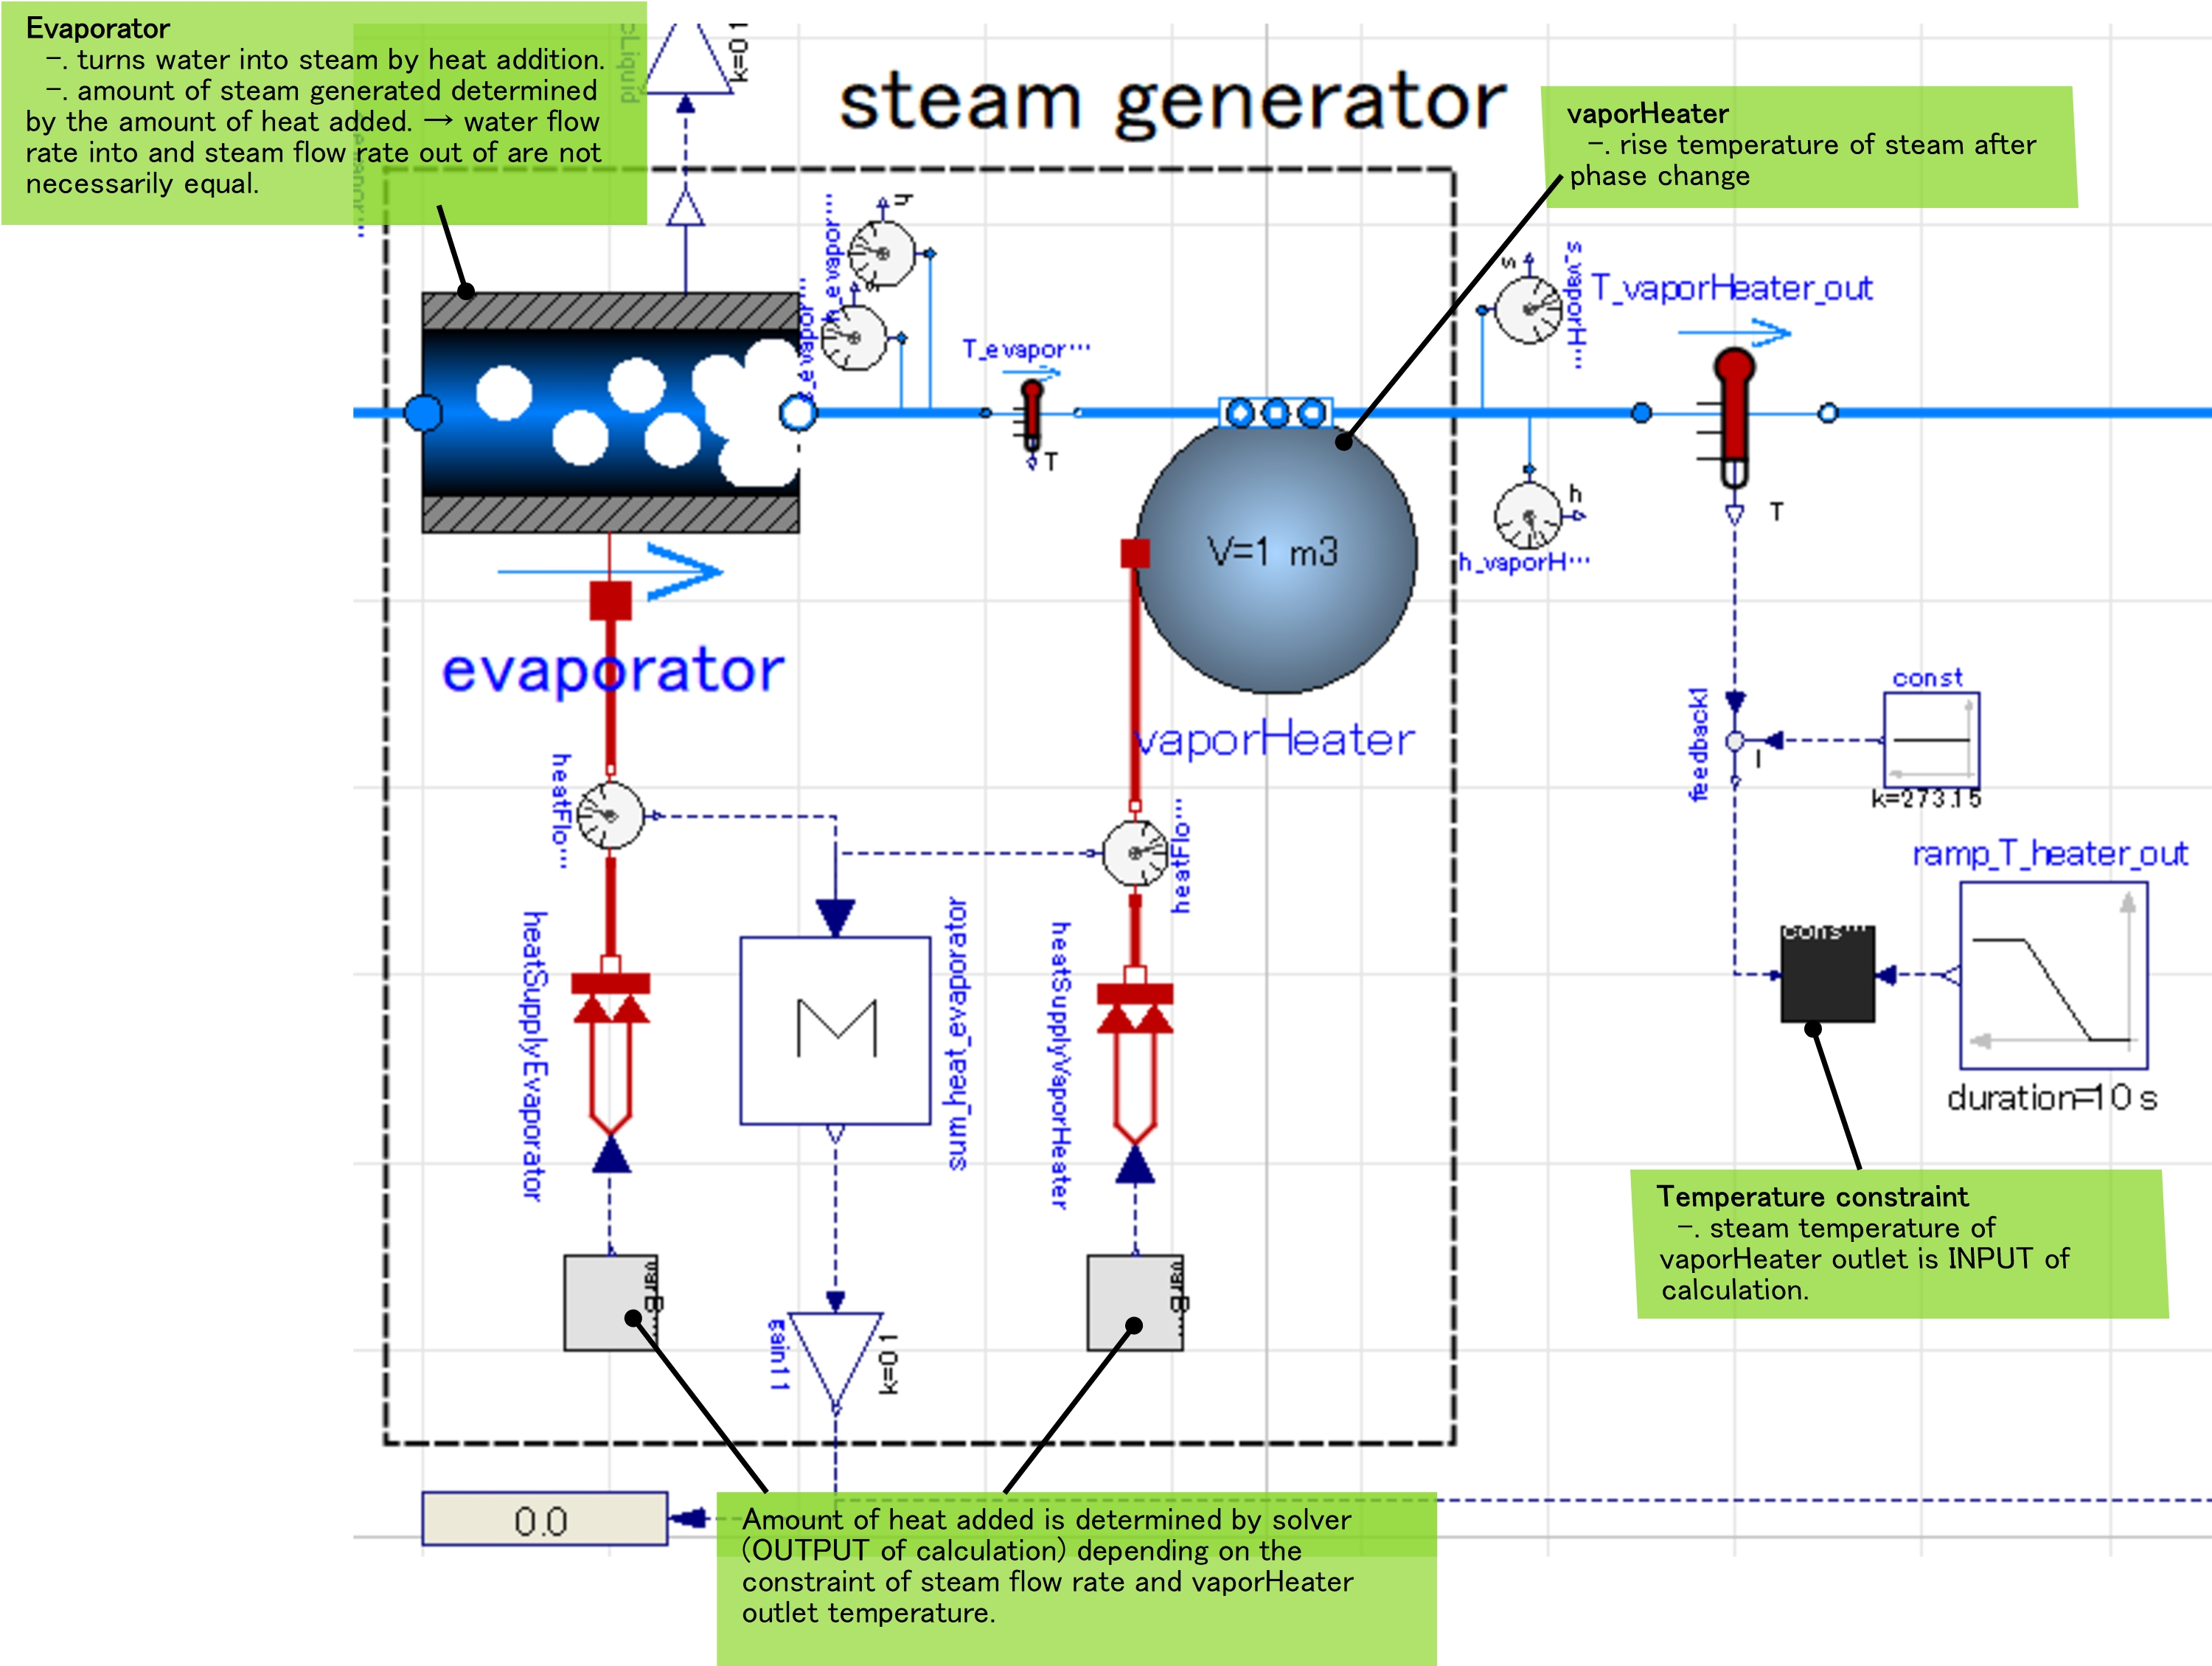 Evaporator
-. turns water into steam by heat addition.
-. amount of steam generated determined
by the amount of heat added. → water flow
rate into and steam flow rate out of are not
necessarily equal.
k=0.1
steam generator
vaporHeater
-. rise temperature of steam after
phase change
h
s
T_evapor...
T
s
s_vaporH...
T_vaporHeater_out
T
h
h_vaporH...
V=1 m3
evaporator
vaporHeater
heatFlo...
heatFlo...
feedback1
const
k=273.15
ramp_T_heater_out
duration=10 s
cons...
heatSupplyEvaporator
sum_heat_evaporator
heatSupplyVaporHeater
Temperature constraint
-. steam temperature of
vaporHeater outlet is INPUT of
calculation.
gain11
k=0.1
0.0
Amount of heat added is determined by solver
(OUTPUT of calculation) depending on the
constraint of steam flow rate and vaporHeater
outlet temperature.